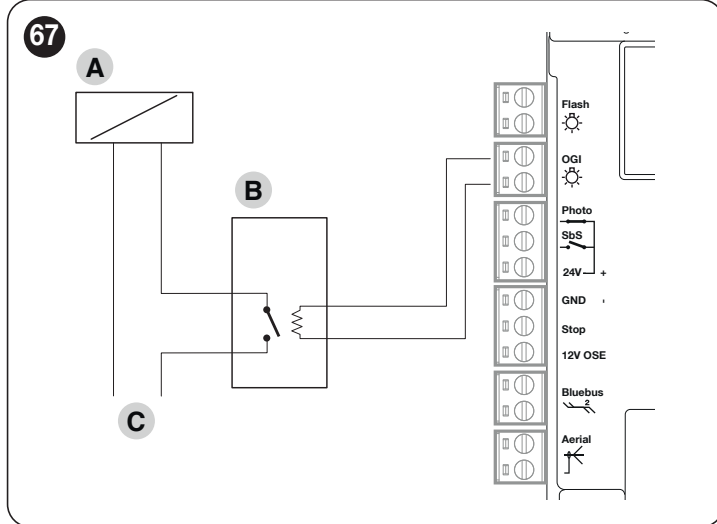 67
A
B
C
Flash
OGI
Photo
SbS
24V +
GND -
Stop
12V OSE
Bluebus
2
Aerial